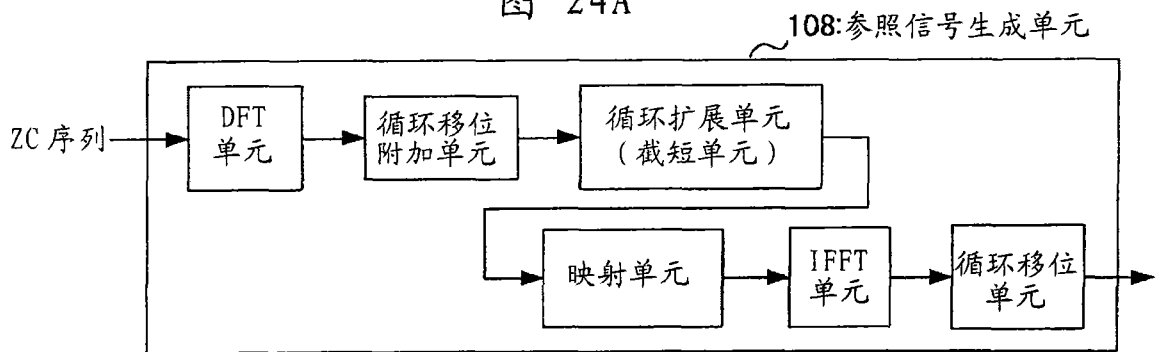 图 24A
108:参照信号生成单元
ZC 序列
DFT
单元
循环移位
附加单元
循环扩展单元
(截短单元)
映射单元
IFFT
单元
循环移位
单元